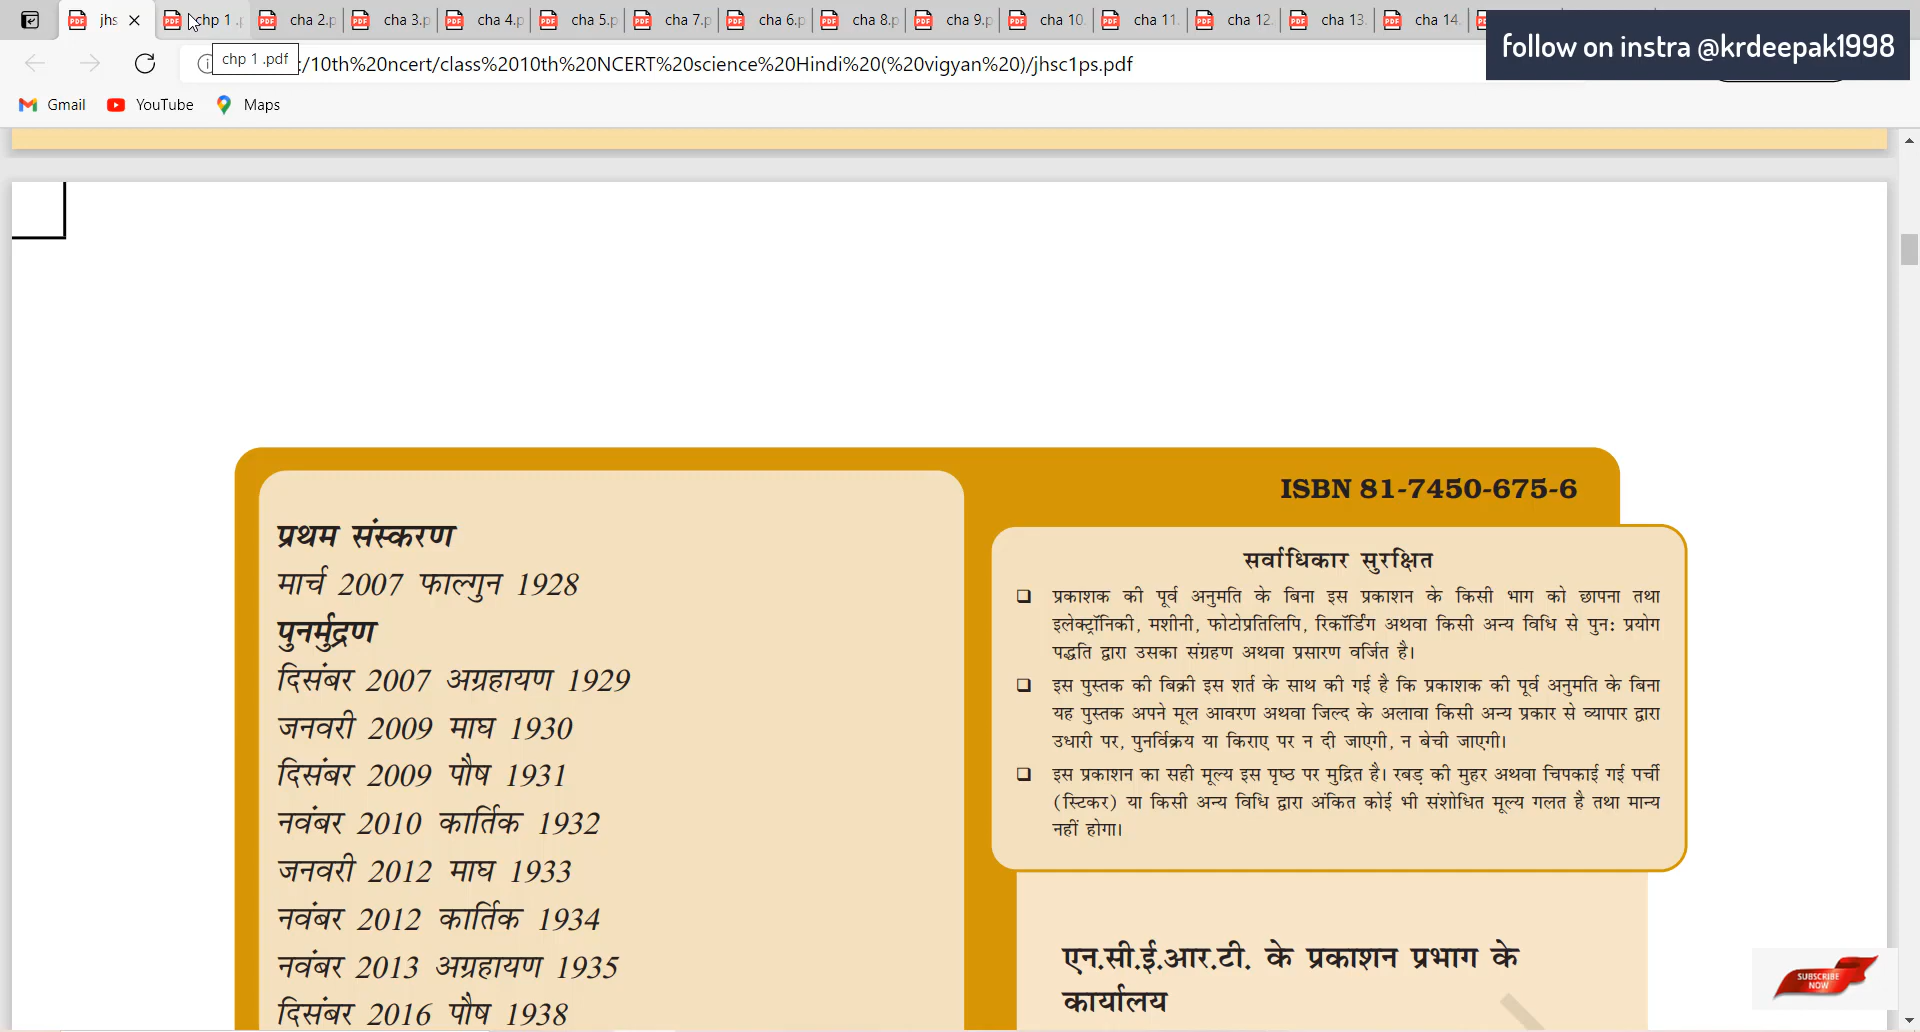 jhs
chp 1 .
cha 2.p
cha 3.p
cha 4.p
cha 5.p
cha 7.p
cha 6.p
cha 8.p
cha 9.p
cha 10.
cha 11.
cha 12.
cha 13.
cha 14.
follow on instra @krdeepak1998
chp 1 .pdf
:/10th%20ncert/class%2010th%20NCERT%20science%20Hindi%20(%20vigyan%20)/jhsc1ps.pdf
Gmail
YouTube
Maps
ISBN 81-7450-675-6
प्रथम संस्करण
मार्च 2007 फाल्गुन 1928
पुनर्मुद्रण
दिसंबर 2007 अग्रहायण 1929
जनवरी 2009 माघ 1930
दिसंबर 2009 पौष 1931
नवंबर 2010 कार्तिक 1932
जनवरी 2012 माघ 1933
नवंबर 2012 कार्तिक 1934
नवंबर 2013 अग्रहायण 1935
दिसंबर 2016 पौष 1938
सर्वाधिकार सुरक्षित
❑ प्रकाशक की पूर्व अनुमति के बिना इस प्रकाशन के किसी भाग को छापना तथा
इलेक्ट्रॉनिकी, मशीनी, फोटोप्रतिलिपि, रिकॉर्डिंग अथवा किसी अन्य विधि से पुन: प्रयोग
पद्धति द्वारा उसका संग्रहण अथवा प्रसारण वर्जित है।
❑ इस पुस्तक की बिक्री इस शर्त के साथ की गई है कि प्रकाशक की पूर्व अनुमति के बिना
यह पुस्तक अपने मूल आवरण अथवा जिल्द के अलावा किसी अन्य प्रकार से व्यापार द्वारा
उधारी पर, पुनर्विक्रय या किराए पर न दी जाएगी, न बेची जाएगी।
❑ इस प्रकाशन का सही मूल्य इस पृष्ठ पर मुद्रित है। रबड़ की मुहर अथवा चिपकाई गई पर्ची
(स्टिकर) या किसी अन्य विधि द्वारा अंकित कोई भी संशोधित मूल्य गलत है तथा मान्य
नहीं होगा।
एन.सी.ई.आर.टी. के प्रकाशन प्रभाग के
कार्यालय
SUBSCRIBE
NOW